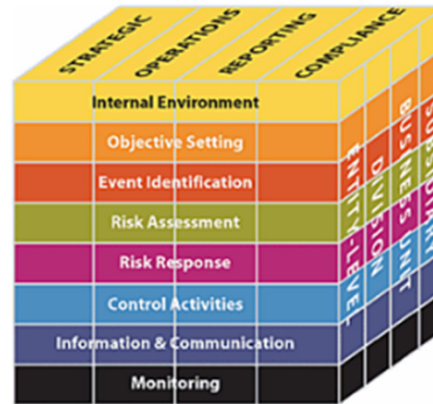 STRATEGIC
OPERATIONS
REPORTING
COMPLIANCE
Internal Environment
Objective Setting
Event Identification
Risk Assessment
Risk Response
Control Activities
Information & Communication
Monitoring
ENTITY-LEVEL
DIVISION
BUSINESS UNIT
SUBSIDIARY